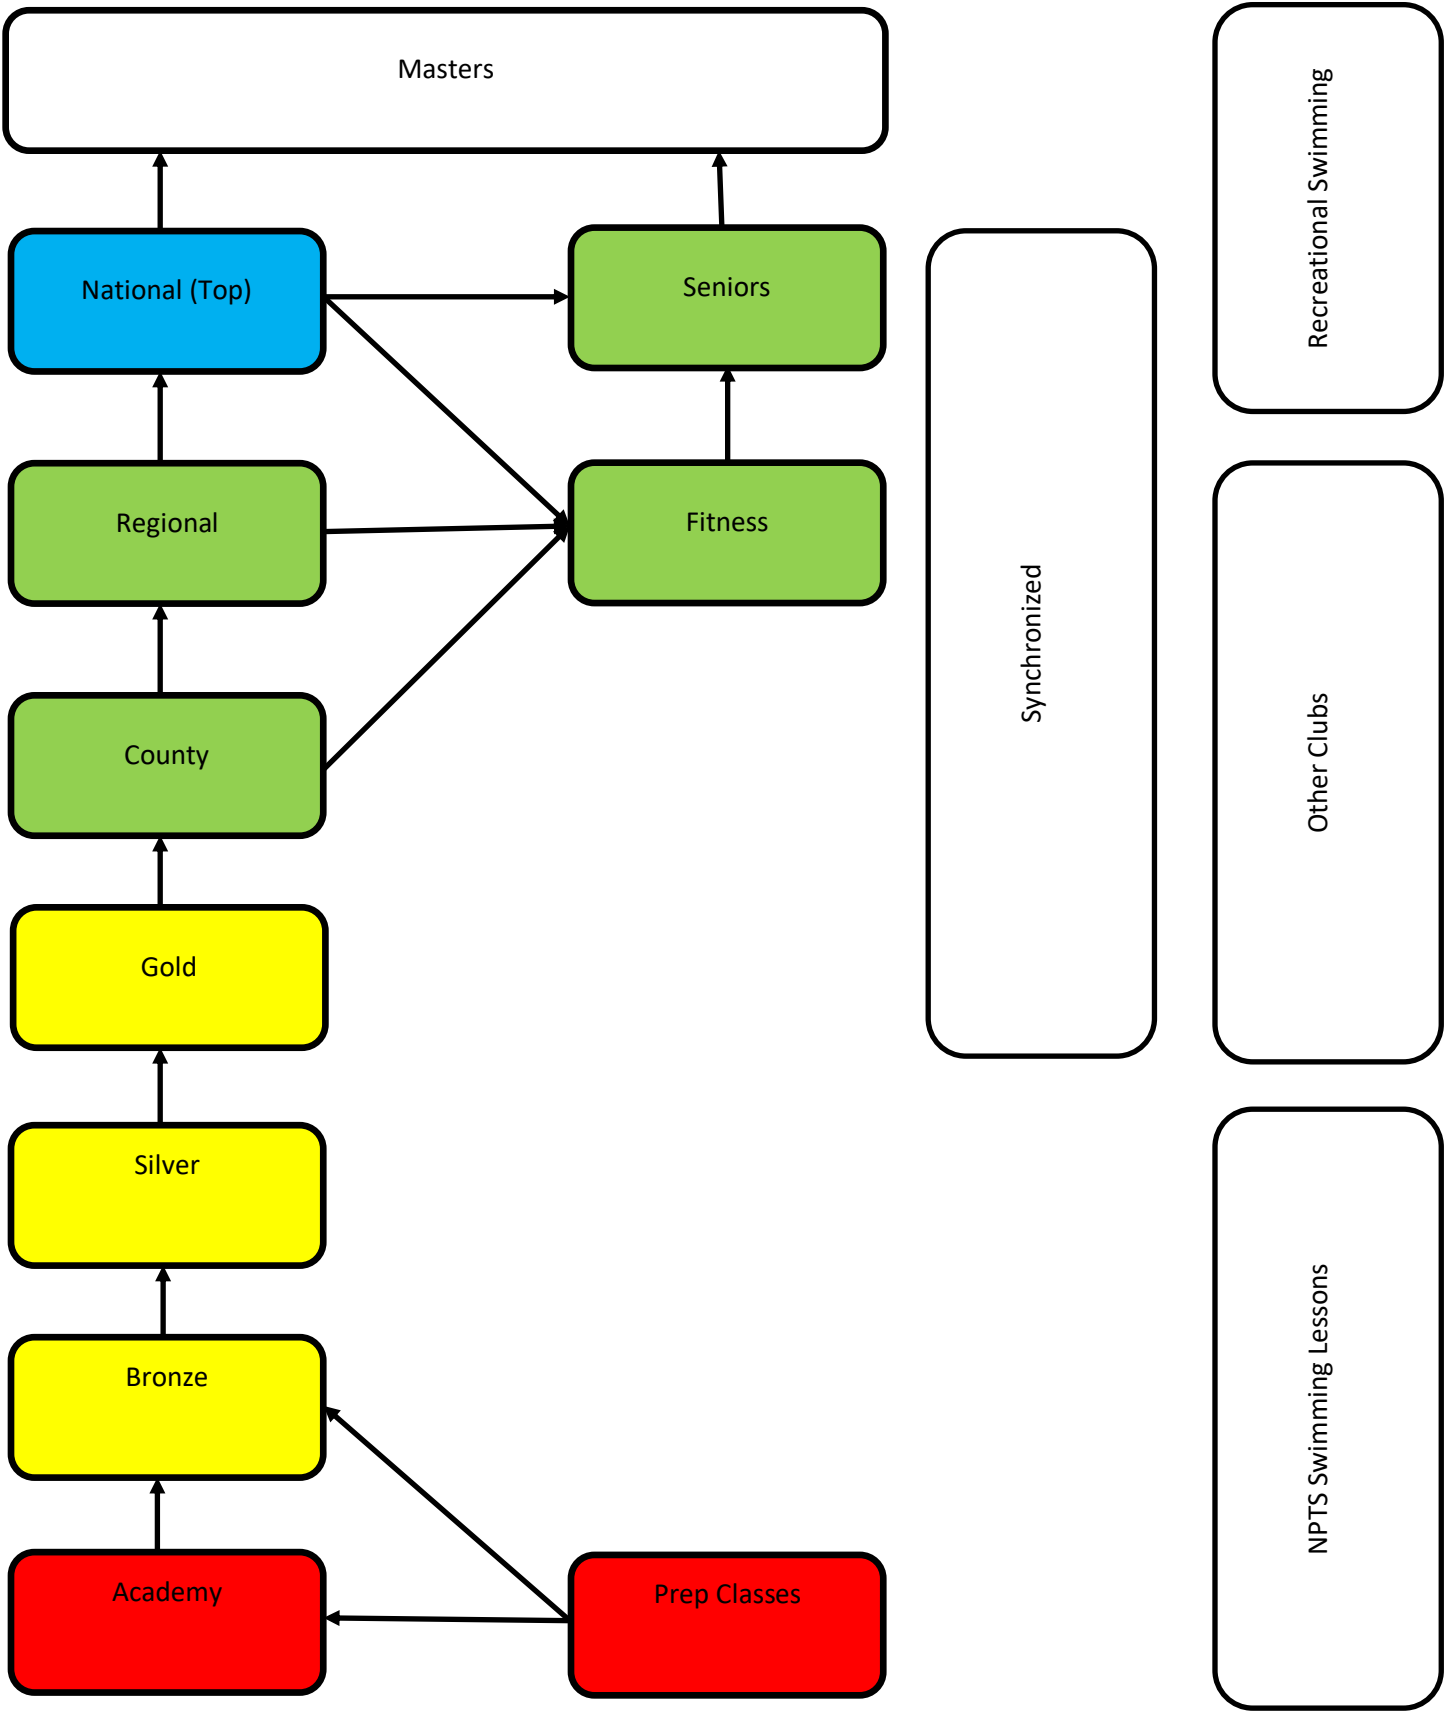 Masters
National (Top)
Seniors
Regional
Fitness
County
Gold
Silver
Bronze
Academy
Prep Classes
Synchronized
Recreational Swimming
Other Clubs
NPTS Swimming Lessons